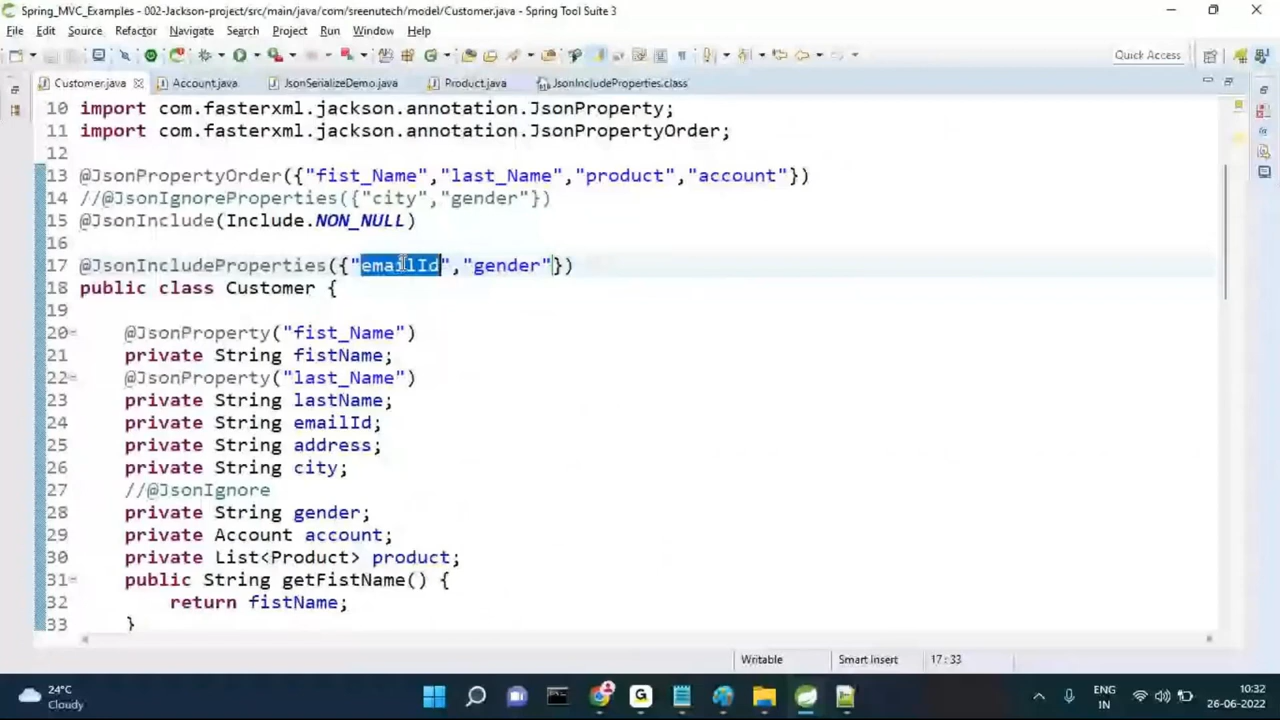 Spring_MVC_Examples - 002-Jackson-project/src/main/java/com/sreenutech/model/Customer.java - Spring Tool Suite 3
File Edit Source Refactor Navigate Search Project Run Window Help
Quick Access
Customer.java Account.java JsonSerializeDemo.java Product.java JsonIncludeProperties.class
10 import com.fasterxml.jackson.annotation.JsonProperty;
11 import com.fasterxml.jackson.annotation.JsonPropertyOrder;
12
13 @JsonPropertyOrder({"fist_Name","last_Name","product","account"})
14 //@JsonIgnoreProperties({"city","gender"})
15 @JsonInclude(Include.NON_NULL)
16
17 @JsonIncludeProperties({"emailId","gender"})
18 public class Customer {
19
20 @JsonProperty("fist_Name")
21 private String fistName;
22 @JsonProperty("last_Name")
23 private String lastName;
24 private String emailId;
25 private String address;
26 private String city;
27 //@JsonIgnore
28 private String gender;
29 private Account account;
30 private List<Product> product;
31 public String getFistName() {
32 return fistName;
33 }
Writable Smart Insert 17 : 33
24°C
Cloudy
ENG
IN
10:32
26-06-2022